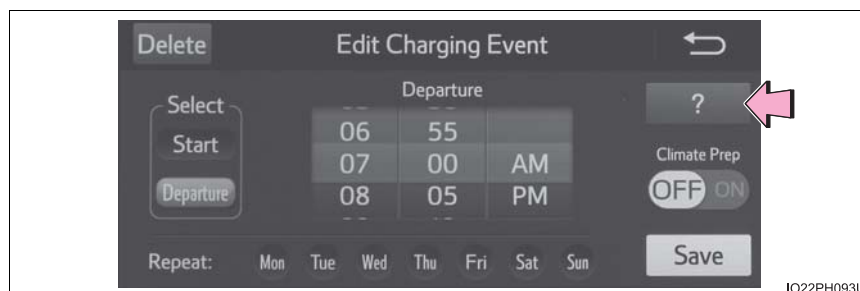 Delete Edit Charging Event
Departure
Select
Start
Departure
06 55
07 00 AM
08 05 PM
?
Climate Prep
OFF ON
Repeat: Mon Tue Wed Thu Fri Sat Sun
Save
IO22PH093I